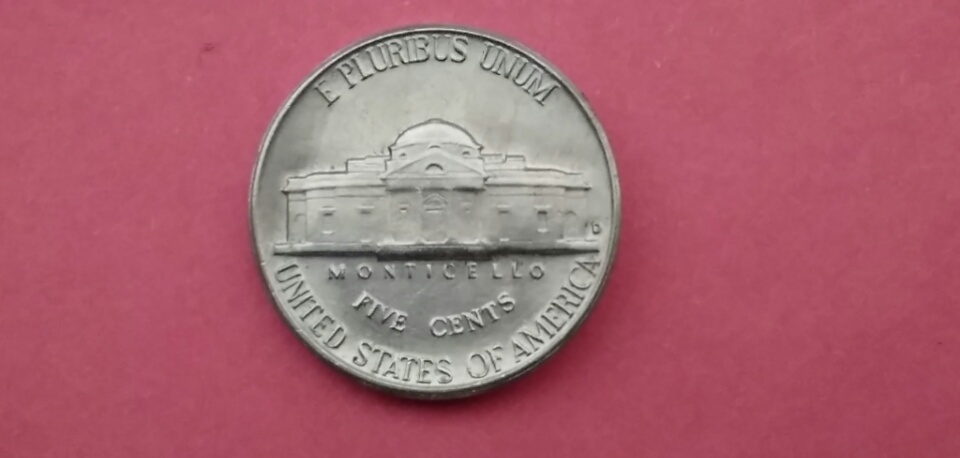 E PLURIBUS UNUM
D
MONTICELLO
FIVE CENTS
UNITED STATES OF AMERICA